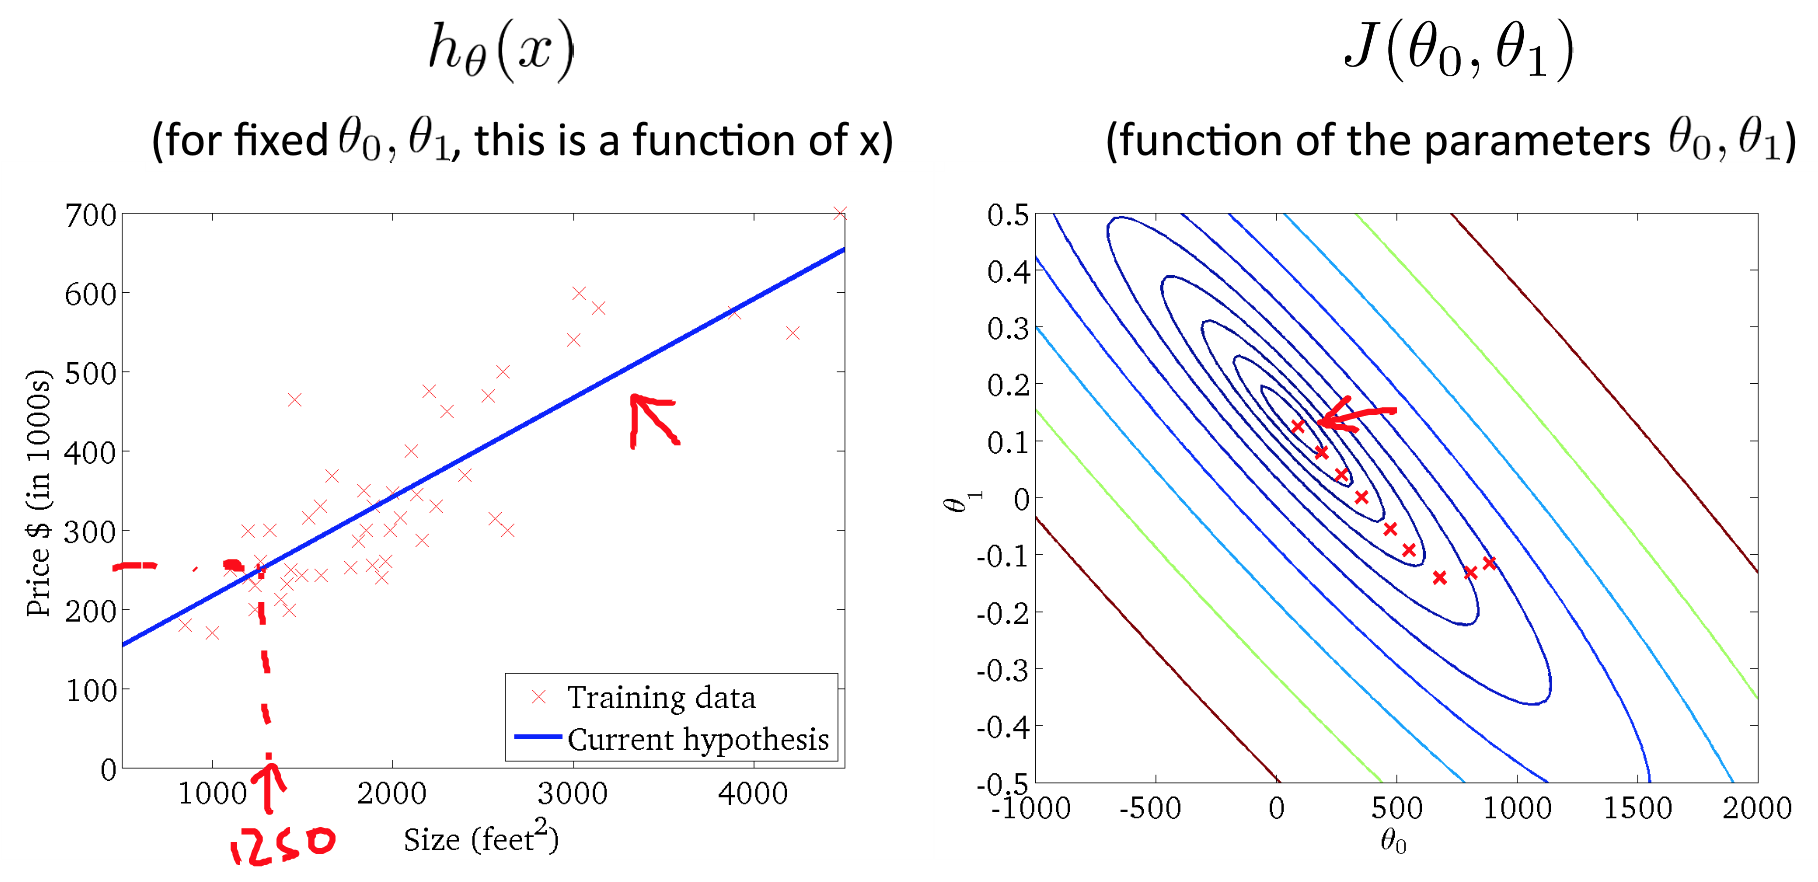 h_θ(x)
(for fixed θ₀, θ₁, this is a function of x)
700
600
500
400
300
200
100
0
Price $ (in 1000s)
1000 2000 3000 4000
Size (feet²)
Training data
Current hypothesis
1250
J(θ₀, θ₁)
(function of the parameters θ₀, θ₁)
0.5
0.4
0.3
0.2
0.1
0
-0.1
-0.2
-0.3
-0.4
-0.5
θ₁
-1000 -500 0 500 1000 1500 2000
θ₀